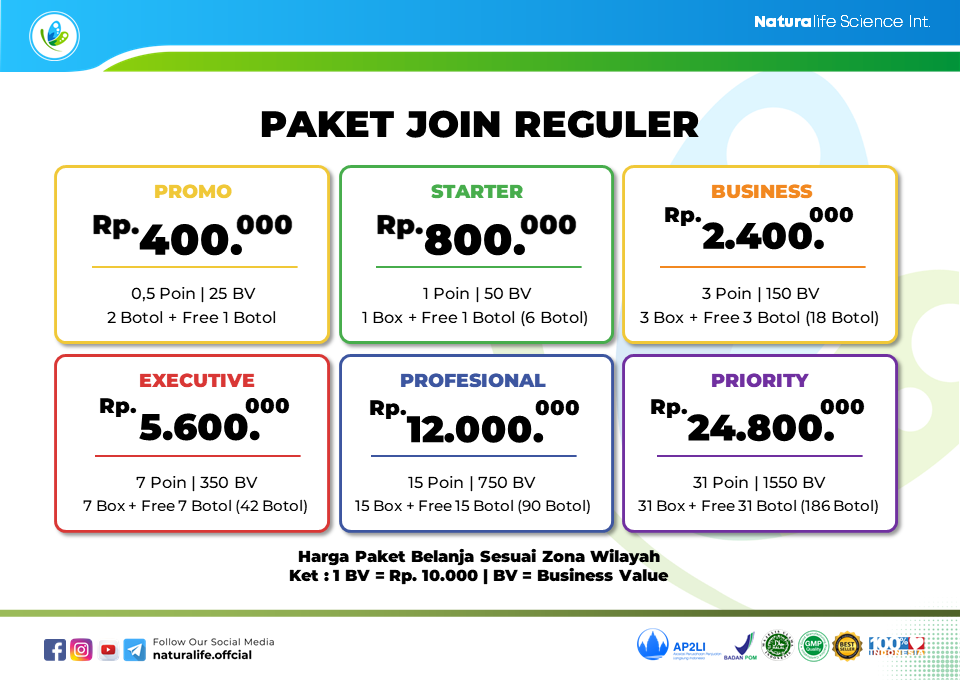 Naturalife Science Int.
PAKET JOIN REGULER
PROMO
Rp.400.000
0,5 Poin | 25 BV
2 Botol + Free 1 Botol
STARTER
Rp.800.000
1 Poin | 50 BV
1 Box + Free 1 Botol (6 Botol)
BUSINESS
Rp.2.400.000
3 Poin | 150 BV
3 Box + Free 3 Botol (18 Botol)
EXECUTIVE
Rp.5.600.000
7 Poin | 350 BV
7 Box + Free 7 Botol (42 Botol)
PROFESIONAL
Rp.12.000.000
15 Poin | 750 BV
15 Box + Free 15 Botol (90 Botol)
PRIORITY
Rp.24.800.000
31 Poin | 1550 BV
31 Box + Free 31 Botol (186 Botol)
Harga Paket Belanja Sesuai Zona Wilayah
Ket : 1 BV = Rp. 10.000 | BV = Business Value
Follow Our Social Media
naturalife.offcial
AP2LI
BADAN POM
HALAL
GMP
Quality
BEST
SELLER
100%
INDONESIA